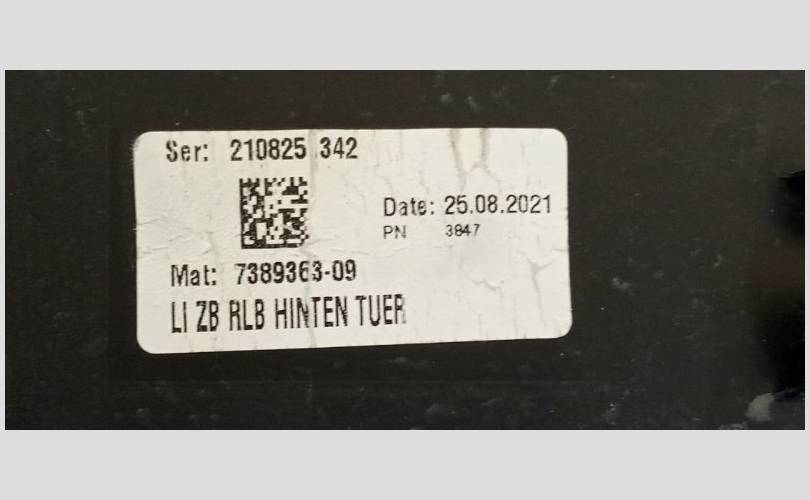 Ser: 210825 342
Date: 25.08.2021
PN 3847
Mat: 7389363-09
LI ZB RLB HINTEN TUER